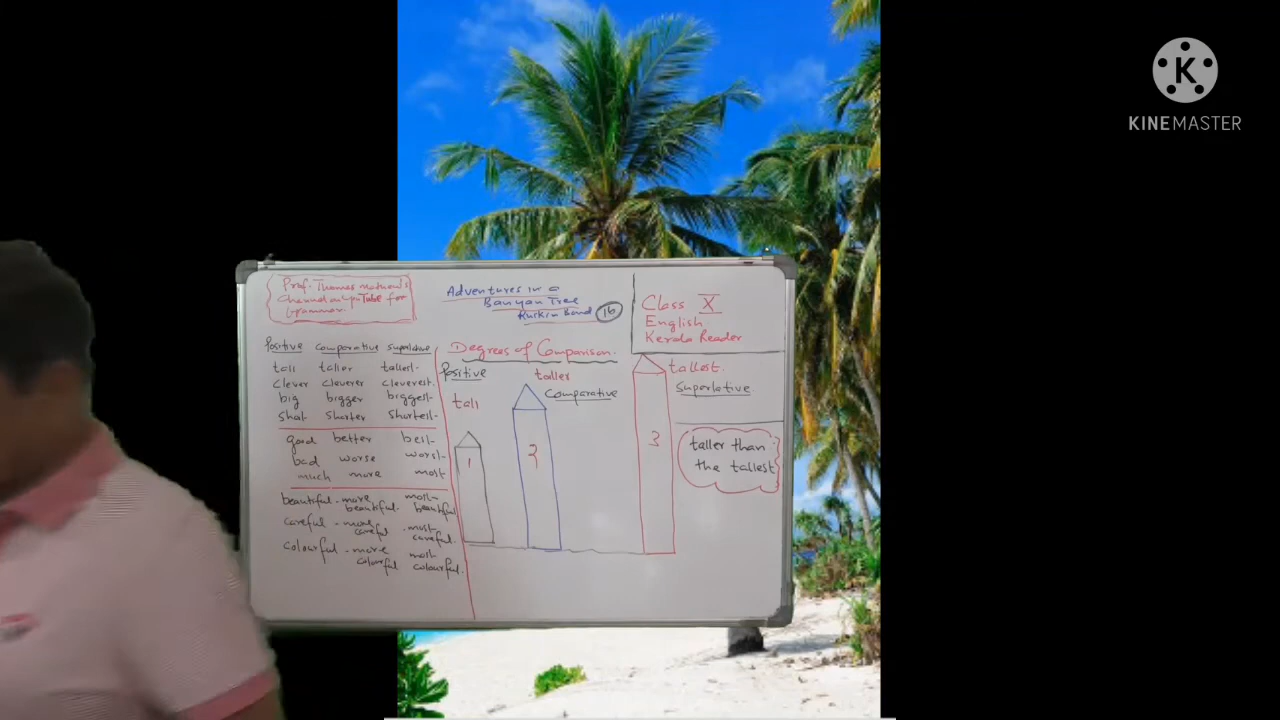 KINEMASTER
Prof. Thomas Mathew's
Channel on YouTube for
Grammar.
Adventures in a
Banyan Tree
Ruskin Bond
16
Class X
English
Kerala Reader
Positive comparative superlative
tall taller tallest
clever cleverer cleverest
big bigger biggest
short shorter shortest
good better best
bad worse worst
much more most
beautiful - more most
beautiful beautiful
careful - more - most
careful careful.
colourful - more most
colourful colourful.
Degrees of Comparison.
Positive
tall
taller
Comparative
tallest.
Superlative
1
2
3
taller than
the tallest